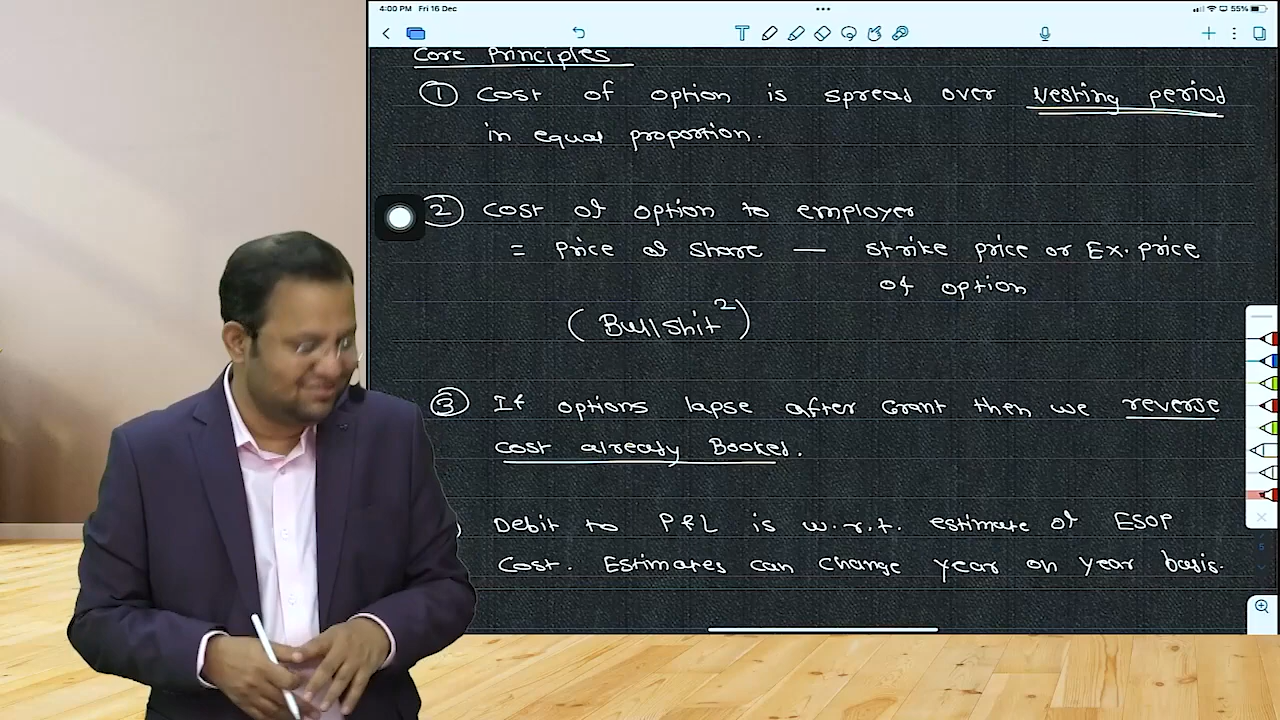 4:00 PM Fri 16 Dec
55%
Core Principles
① Cost of option is spread over vesting period
in equal proportion.
② Cost of option to employer
= Price of Share — Strike price or Ex. price
of option
(Bullshit²)
③ If options lapse after Grant then we reverse
cost already Booked.
Debit to P&L is w.r.t. estimate of ESOP
Cost. Estimates can change year on year basis.
5